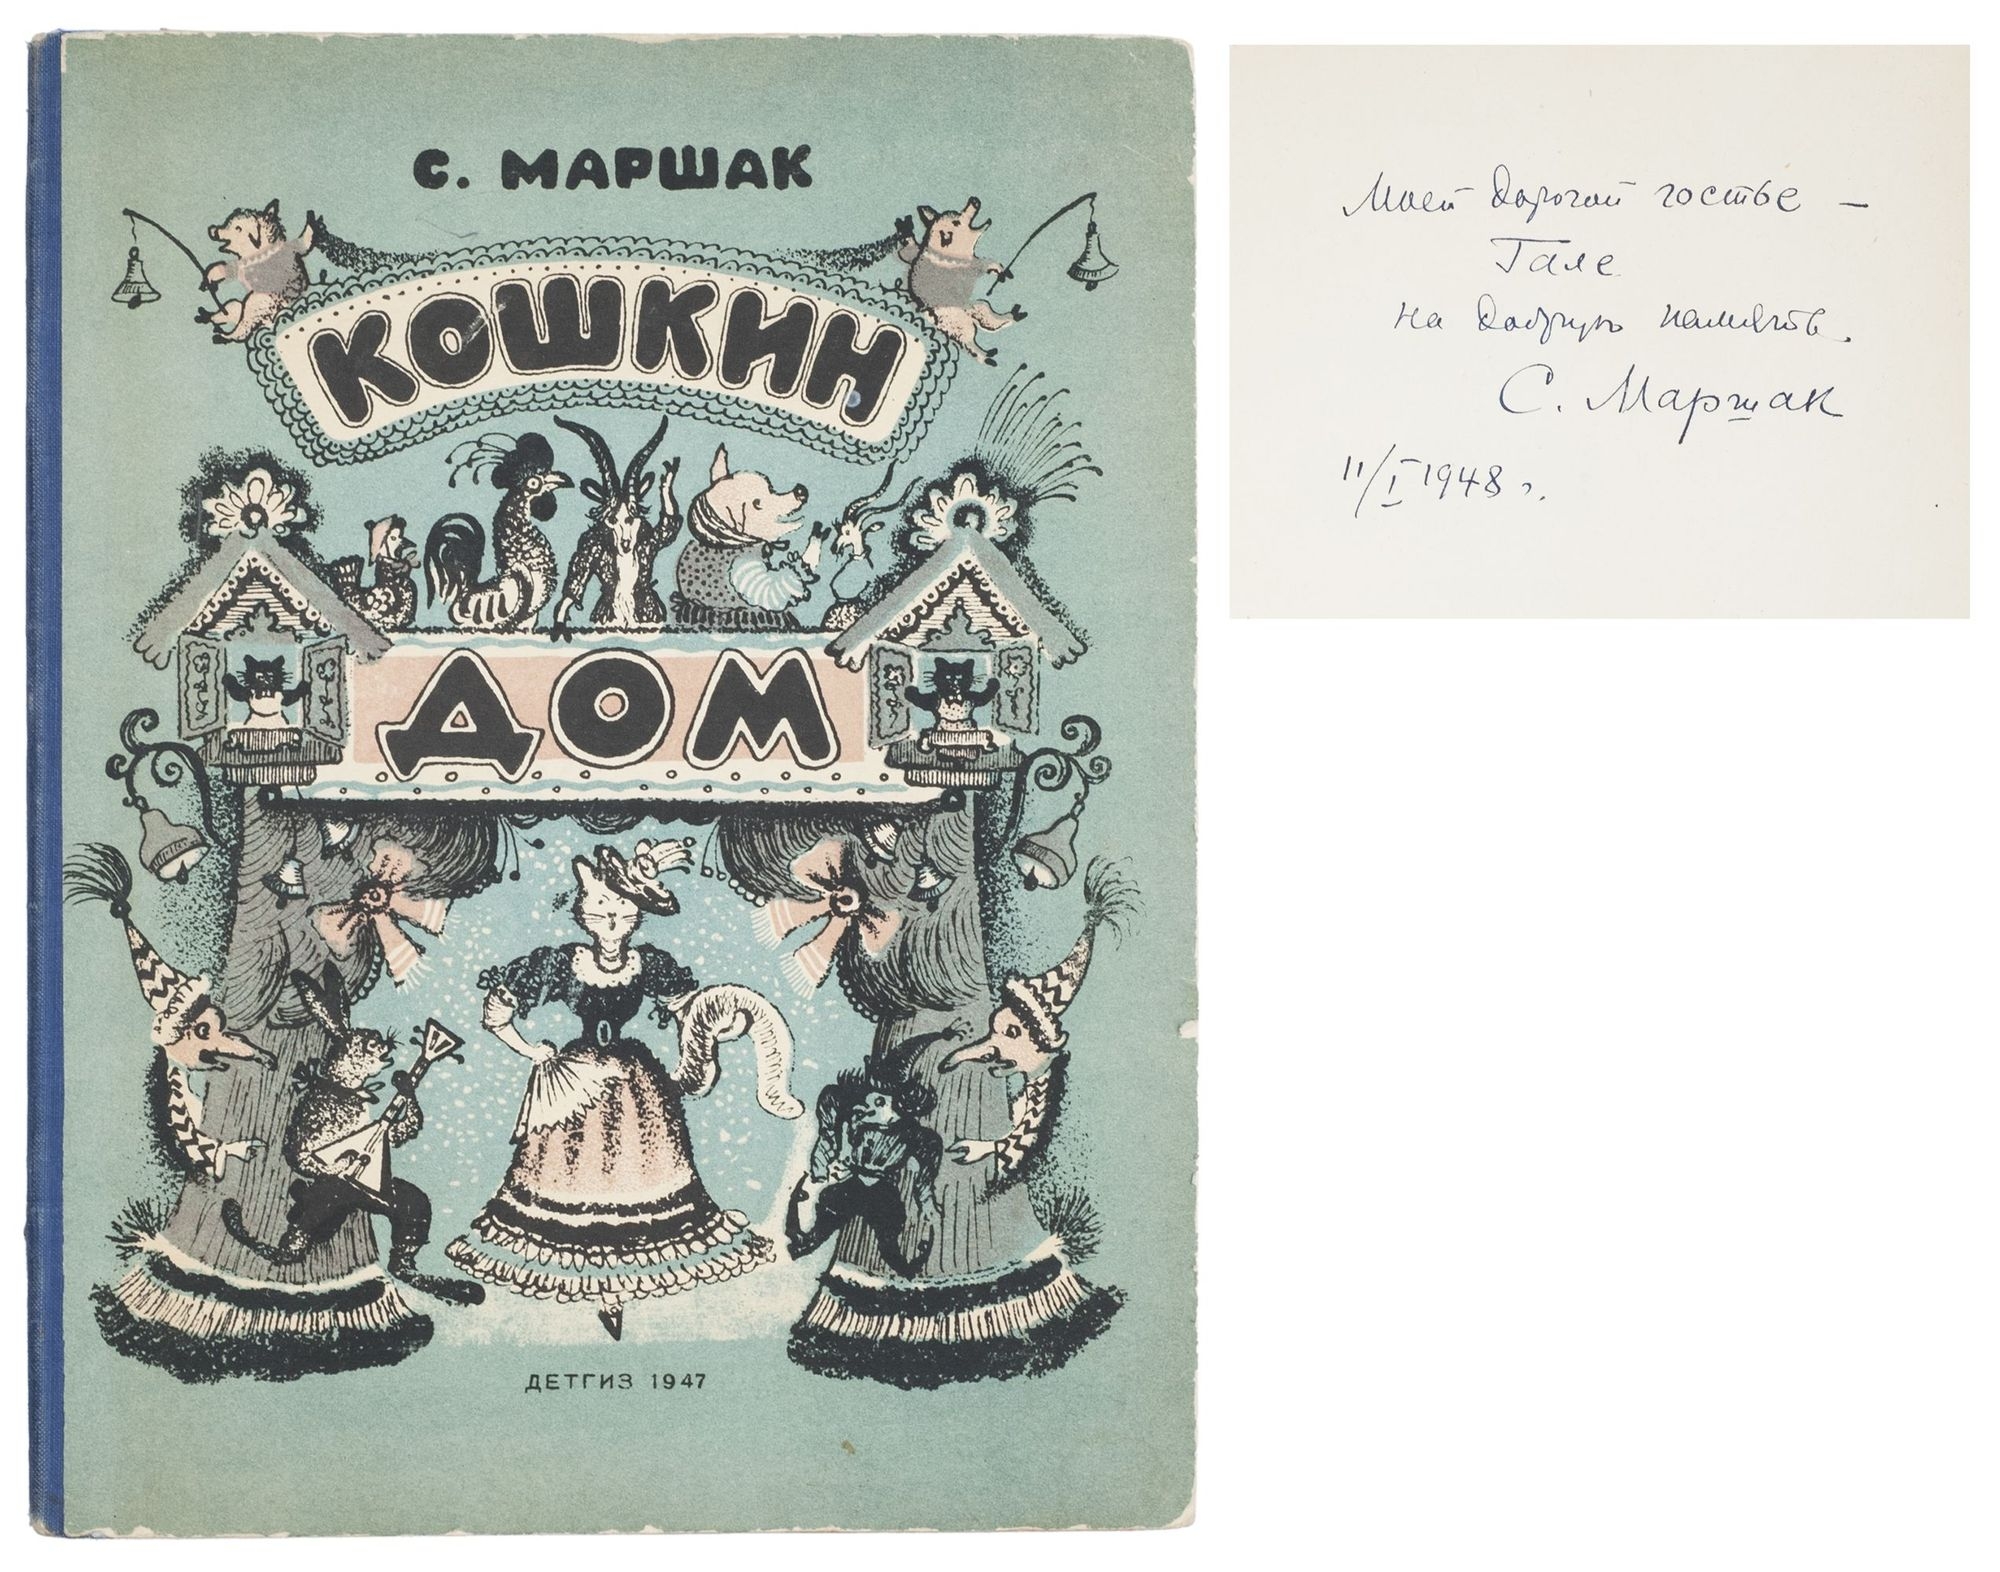 С. МАРШАК
КОШКИН
ДОМ
ДЕТГИЗ 1947
Моей дорогой гостье –
Гале
на добрую память.
С. Маршак
11/I 1948 г.